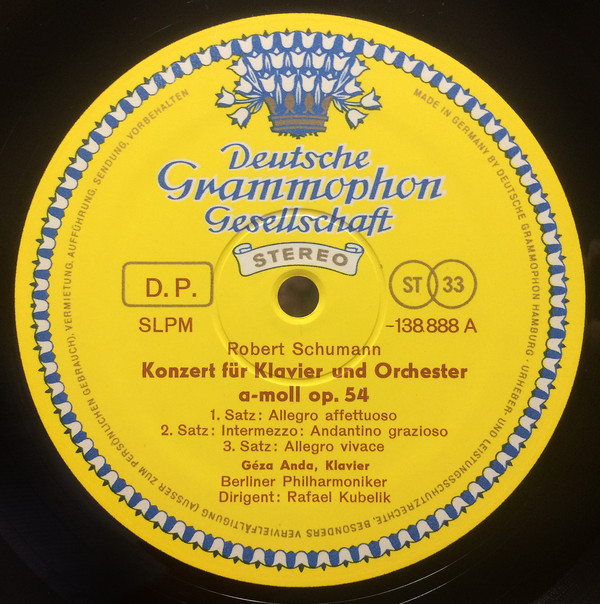 Deutsche
Grammophon
Gesellschaft
STEREO
D.P.
ST 33
SLPM
-138888 A
Robert Schumann
Konzert für Klavier und Orchester
a-moll op. 54
1. Satz: Allegro affettuoso
2. Satz: Intermezzo: Andantino grazioso
3. Satz: Allegro vivace
Géza Anda, Klavier
Berliner Philharmoniker
Dirigent: Rafael Kubelik
MADE IN GERMANY BY DEUTSCHE GRAMMOPHON HAMBURG · URHEBER- UND LEISTUNGSSCHUTZRECHTE, BESONDERS VERVIELFÄLTIGUNG (AUSSER ZUM PERSÖNLICHEN GEBRAUCH), VERMIETUNG, AUFFÜHRUNG, SENDUNG, VORBEHALTEN